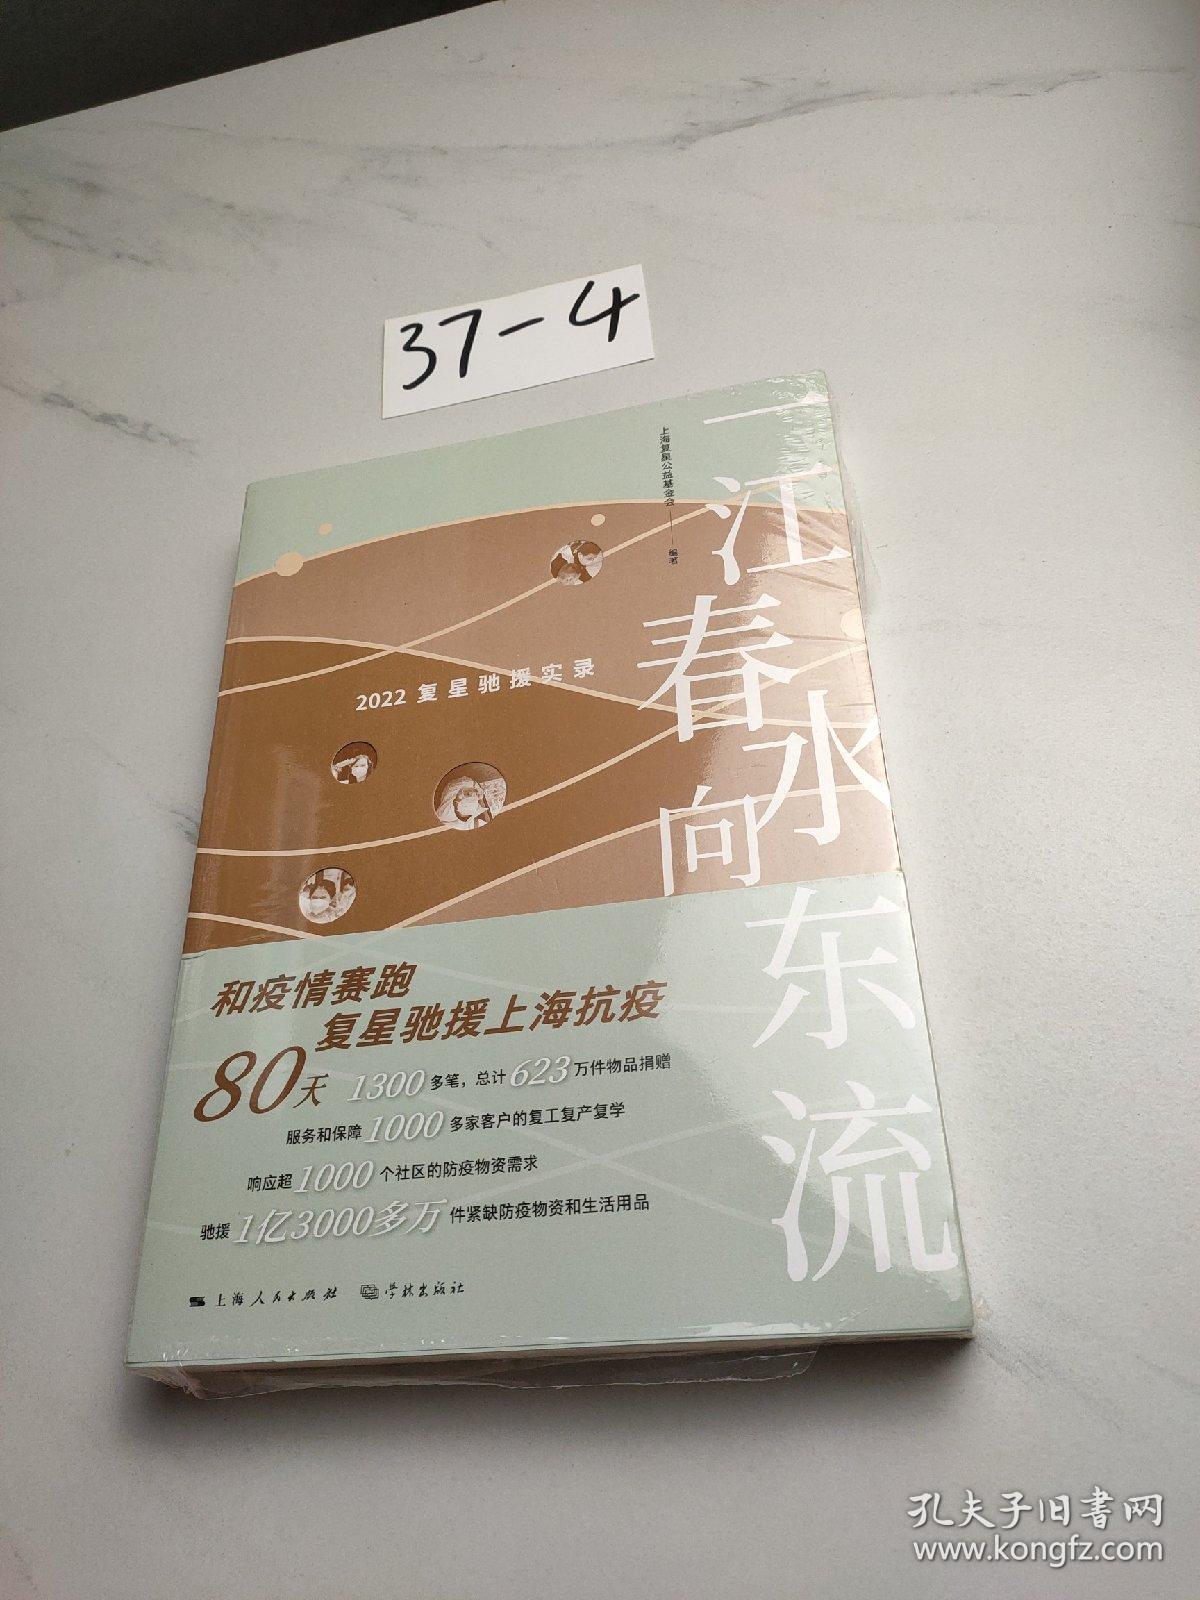 37-4
一江春水向东流
上海复星公益基金会——编著
2022 复星驰援实录
和疫情赛跑
复星驰援上海抗疫
80天 1300多笔，总计623万件物品捐赠
服务和保障1000多家客户的复工复产复学
响应超1000个社区的防疫物资需求
驰援1亿3000多万件紧缺防疫物资和生活用品
上海人民出版社 学林出版社
孔夫子旧书网
www.kongfz.com